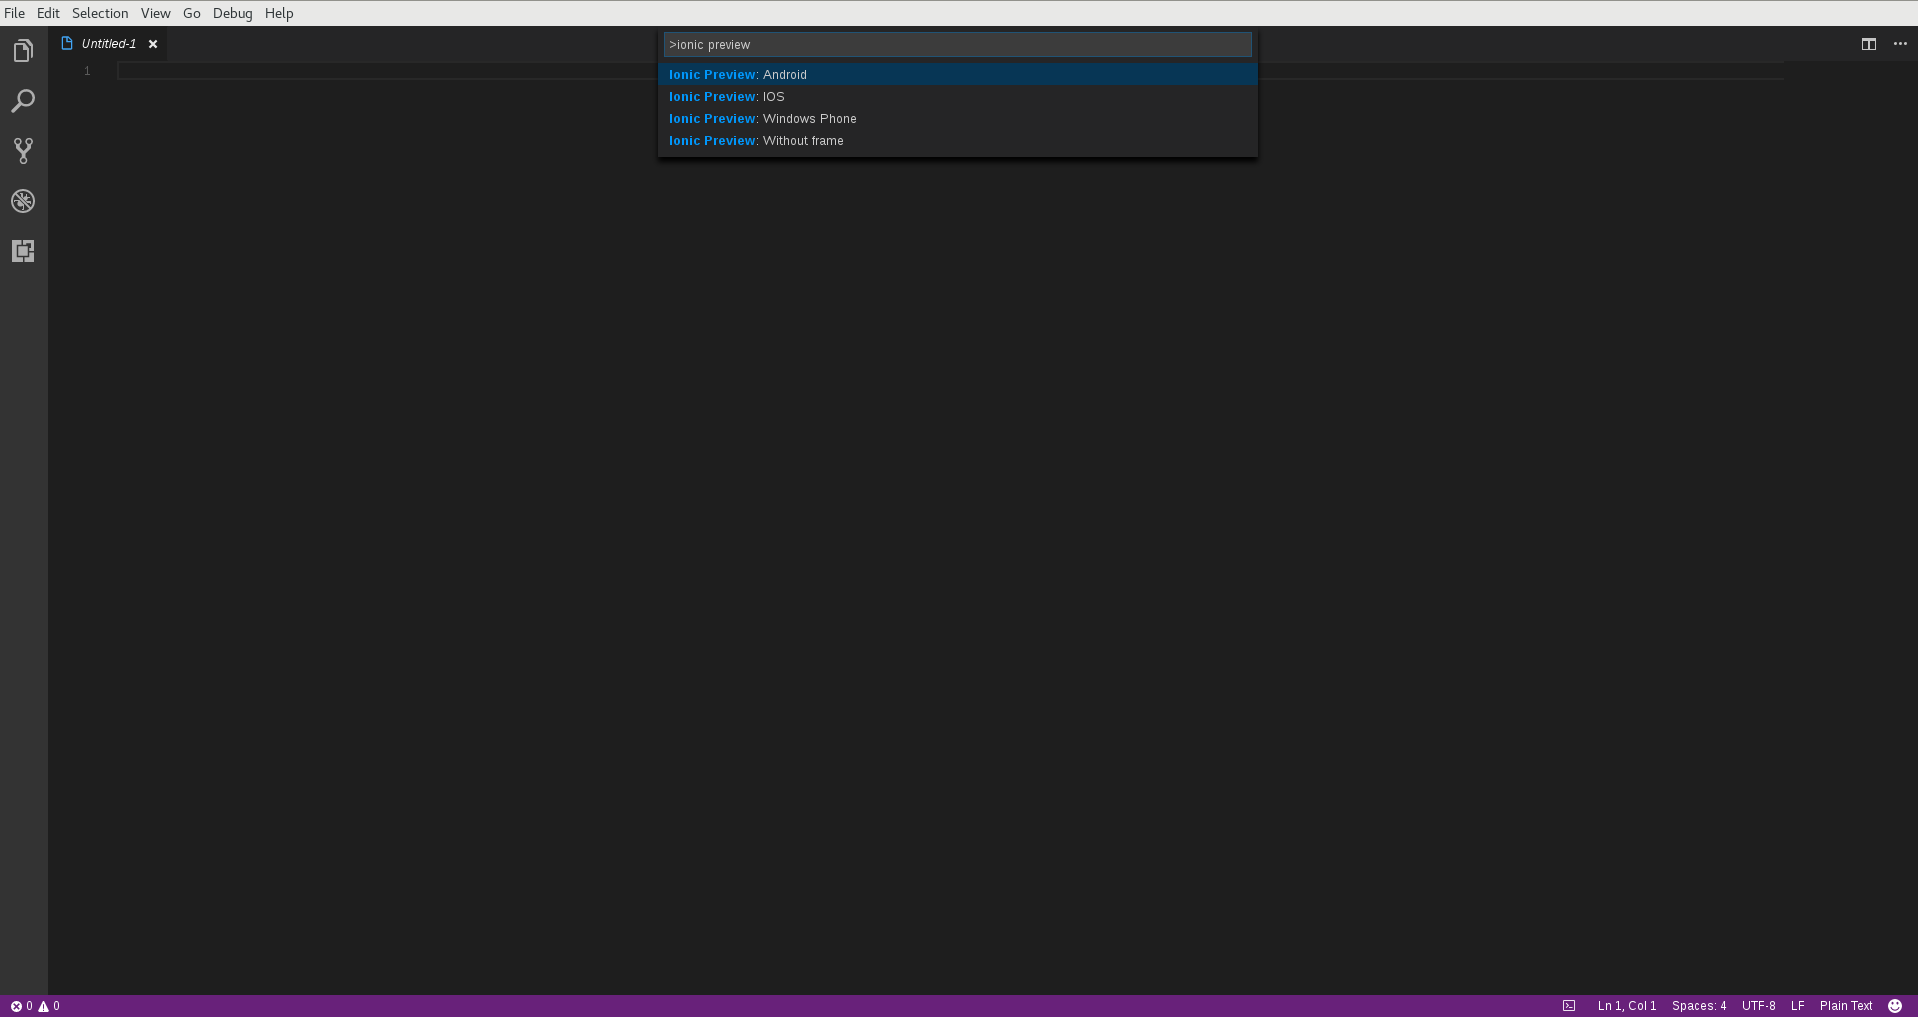 File Edit Selection View Go Debug Help
Untitled-1
>ionic preview
1
Ionic Preview: Android
Ionic Preview: IOS
Ionic Preview: Windows Phone
Ionic Preview: Without frame
0 0 Ln 1, Col 1 Spaces: 4 UTF-8 LF Plain Text